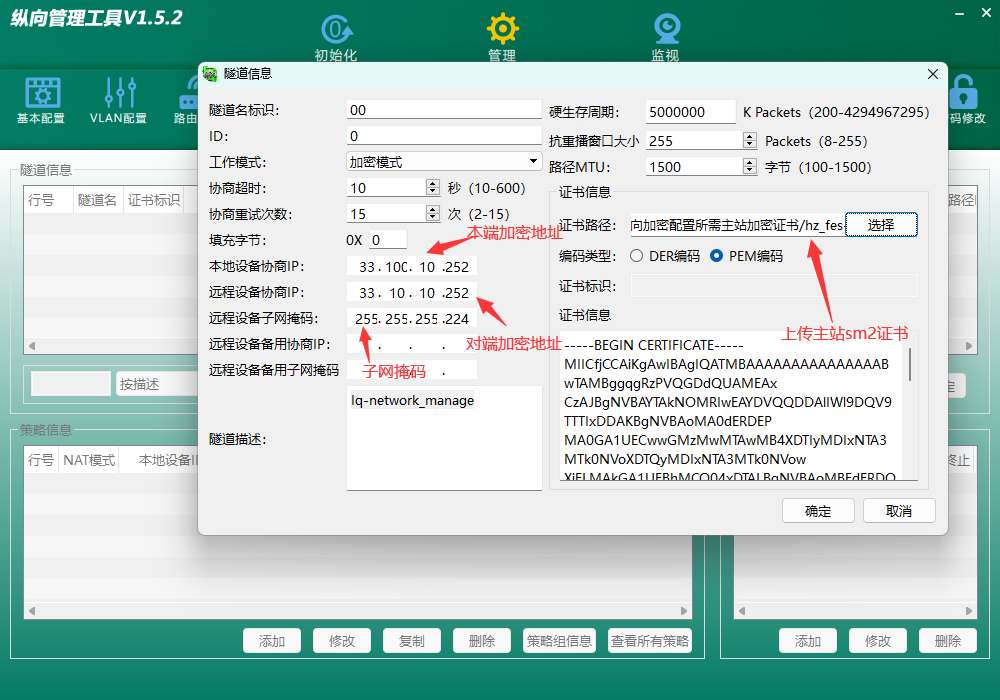 纵向管理工具V1.5.2
初始化
管理
监视
基本配置
VLAN配置
路由
码修改
隧道信息
隧道名标识:
00
ID:
0
工作模式:
加密模式
协商超时:
10
秒（10-600）
协商重试次数:
15
次（2-15）
填充字节:
0X
0
本端加密地址
本地设备协商IP:
33 . 100. 10 .252
远程设备协商IP:
33 . 10 . 10 .252
远程设备子网掩码:
255. 255. 255 .224
远程设备备用协商IP:
. . .
对端加密地址
远程设备备用子网掩码
子网掩码
隧道描述:
lq-network_manage
硬生存周期:
5000000
K Packets（200-4294967295）
抗重播窗口大小
255
Packets（8-255）
路径MTU:
1500
字节（100-1500）
证书信息
证书路径:
向加密配置所需主站加密证书/hz_fes
选择
编码类型:
DER编码
PEM编码
证书标识:
证书信息
上传主站sm2证书
-----BEGIN CERTIFICATE-----
MIICfjCCAiKgAwIBAgIQATMBAAAAAAAAAAAAAAAB
wTAMBggqgRzPVQGDdQUAMEAx
CzAJBgNVBAYTAkNOMRIwEAYDVQQDDAlIWl9DQV9
TTTIxDDAKBgNVBAoMA0dERDEP
MA0GA1UECwwGMzMwMTAwMB4XDTIyMDIxNTA3
MTk0NVoXDTQyMDIxNTA3MTk0NVow
确定
取消
隧道信息
行号
隧道名
证书标识
路径
按描述
定
策略信息
行号
NAT模式
本地设备I
终止
添加
修改
复制
删除
策略组信息
查看所有策略
添加
修改
删除